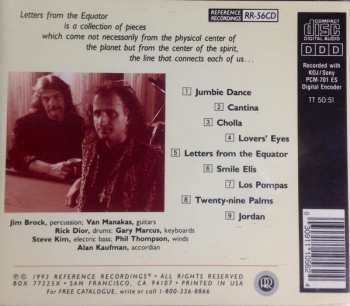 Letters from the Equator
is a collection of pieces
which come not necessarily from the physical center of
the planet but from the center of the spirit,
the line that connects each of us...
REFERENCE
RECORDINGS
RR-56CD
COMPACT
disc
DIGITAL AUDIO
D D D
Recorded with
KOJ/Sony
PCM-701 ES
Digital Encoder
TT 50:51
1 Jumbie Dance
2 Cantina
3 Cholla
4 Lovers' Eyes
5 Letters from the Equator
6 Smile Elis
7 Los Pompas
8 Twenty-nine Palms
9 Jordan
Jim Brock, percussion; Van Manakas, guitars
Rick Dior, drums; Gary Marcus, keyboards
Steve Kim, electric bass; Phil Thompson, winds
Alan Kaufman, accordion
©℗ 1993 REFERENCE RECORDINGS® • ALL RIGHTS RESERVED
BOX 77225X • SAN FRANCISCO, CA 94107 • PRINTED IN USA
For FREE CATALOGUE, write or call 1-800-336-8866
RR